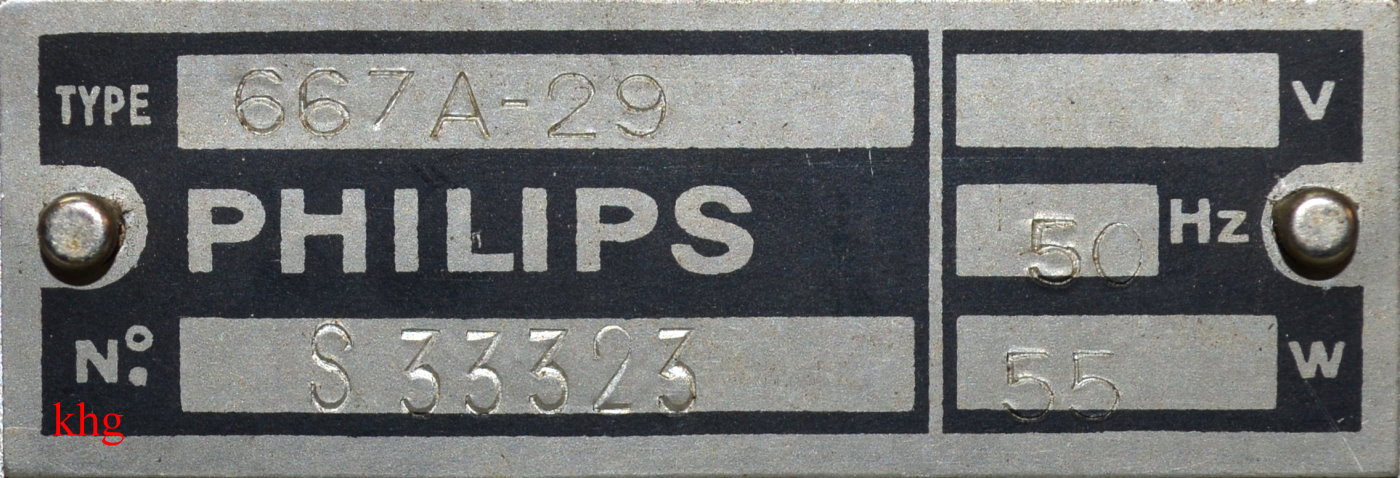 TYPE 667A-29
PHILIPS
No. S 33323
V
50 Hz
55 W
khg